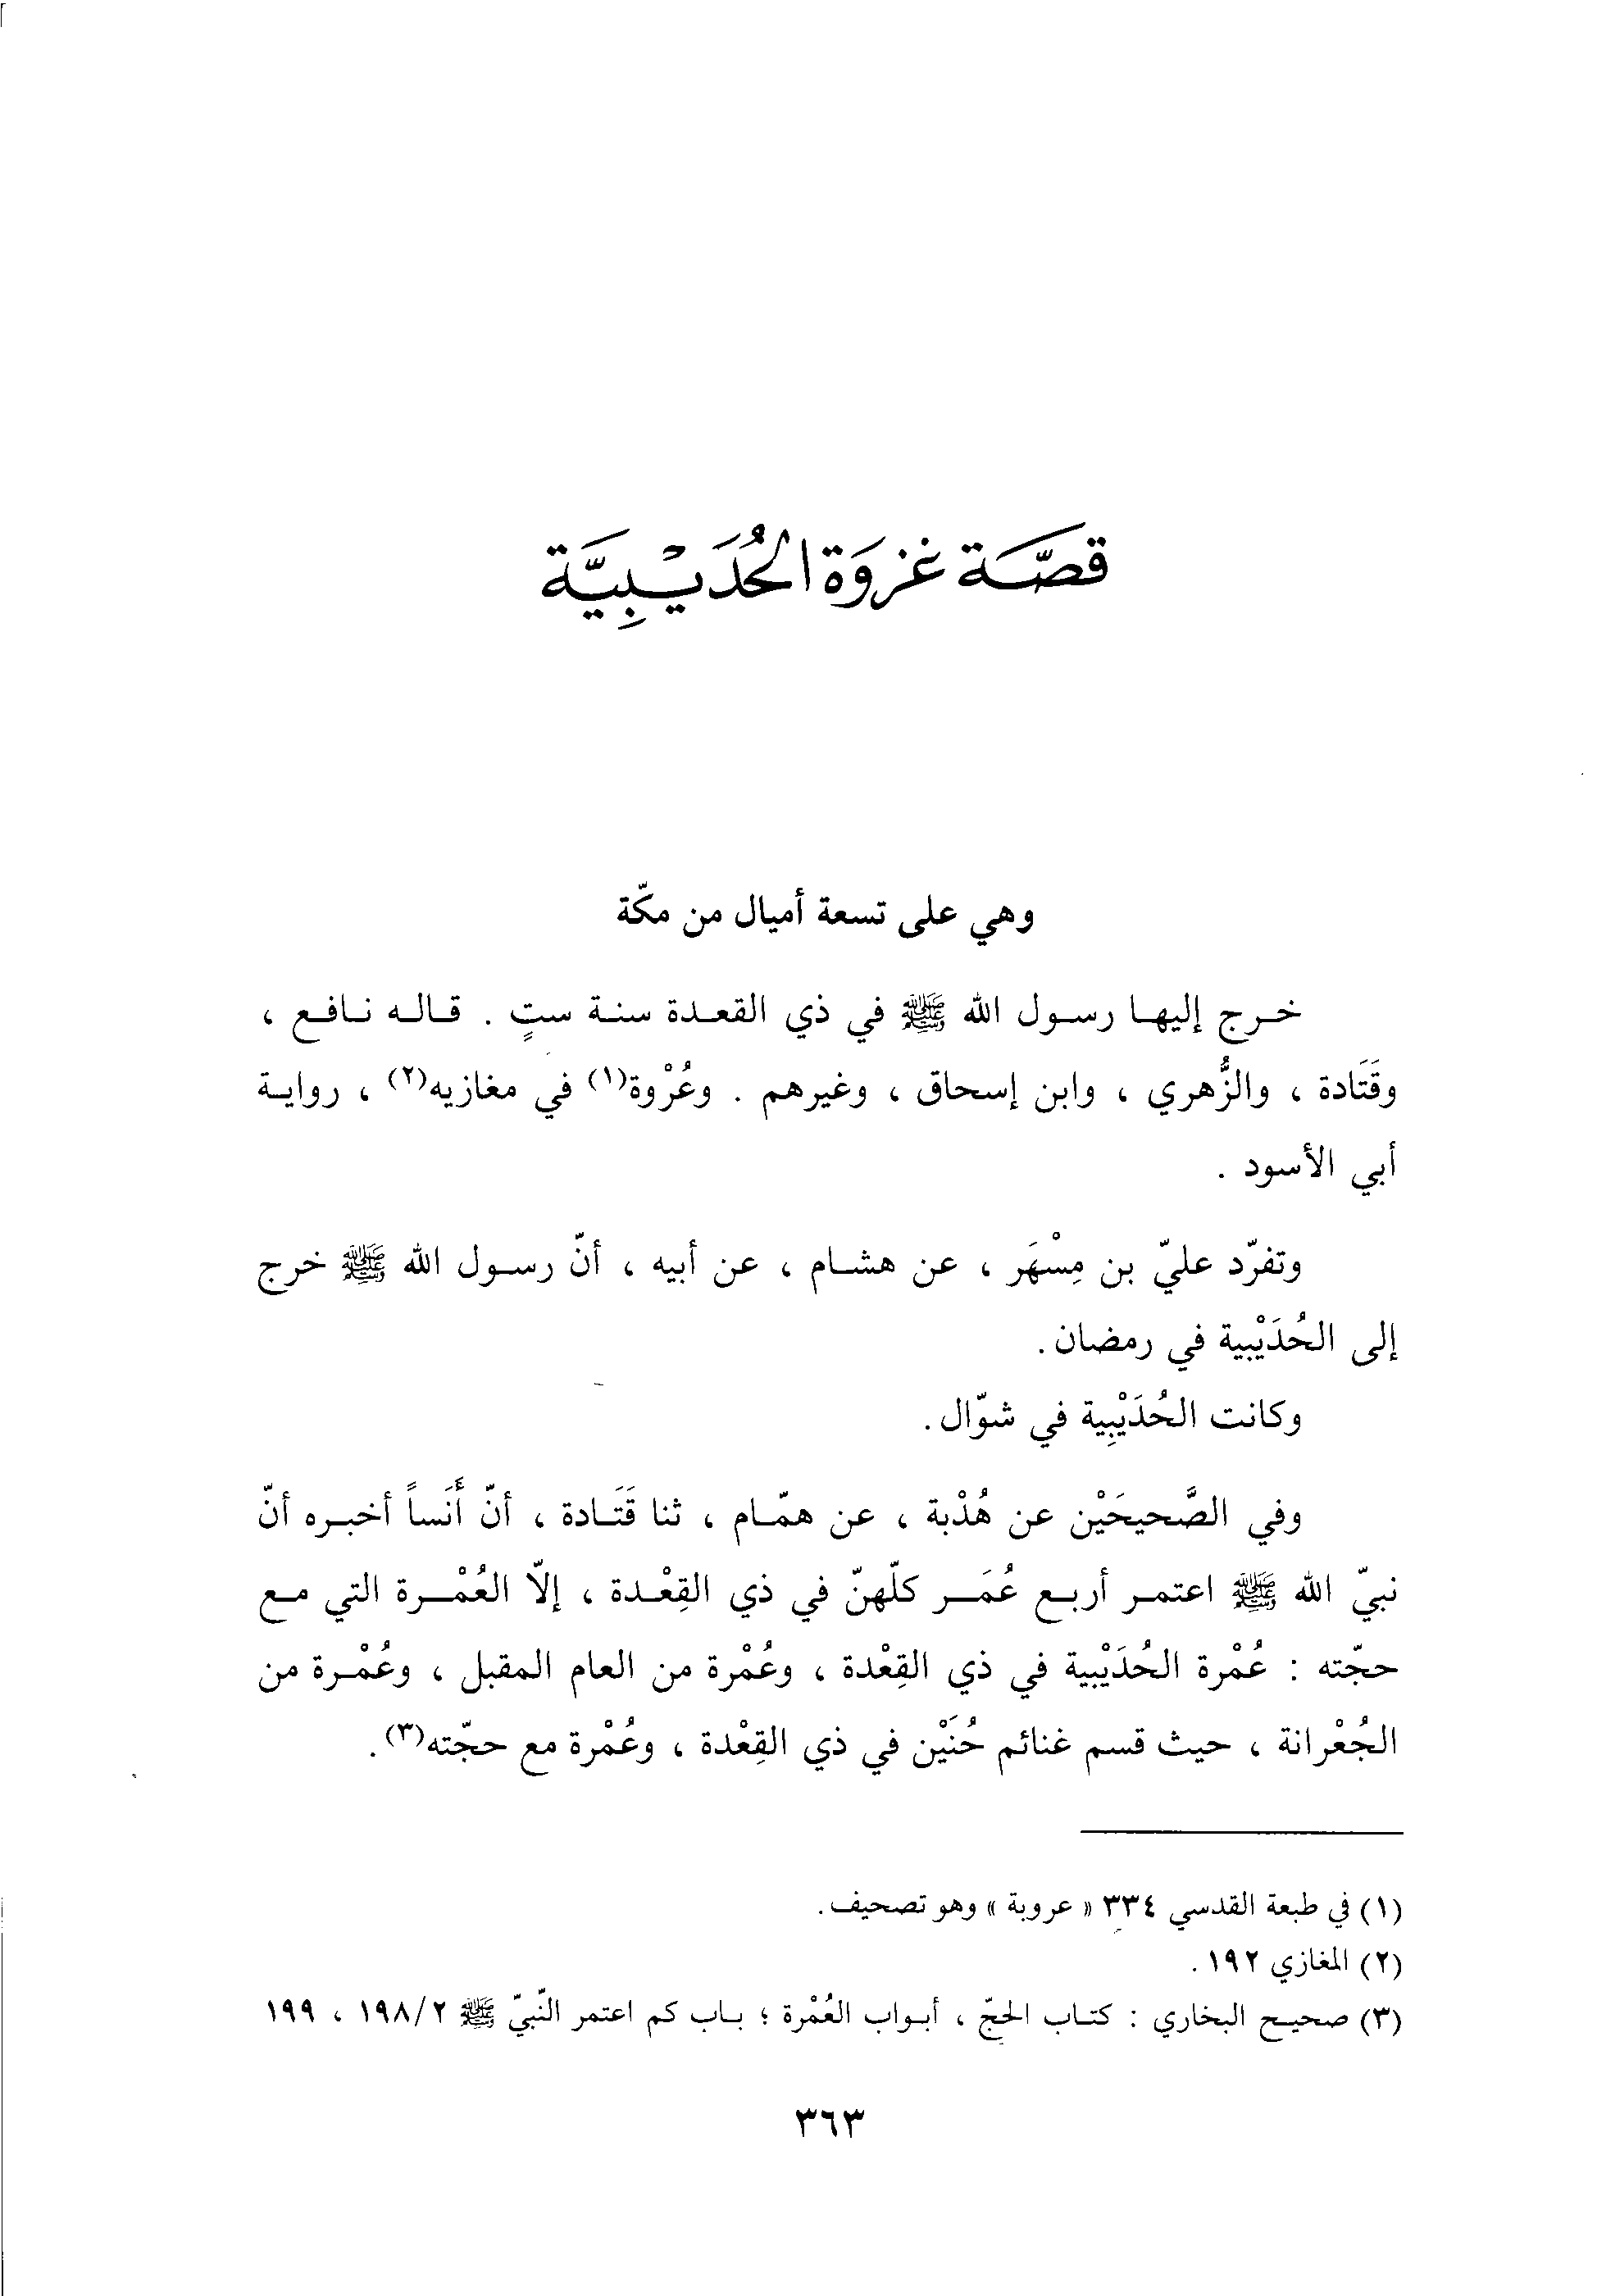 قصّة غزوَة الحُدَيْبِيَّة
وهي على تسعة أميال من مكّة
خرج إليها رسول الله ﷺ في ذي القعدة سنة ستٍ . قاله نافع ،
وقَتَادة ، والزُّهري ، وابن إسحاق ، وغيرهم . وعُرْوة(١) في مغازيه(٢) ، رواية
أبي الأسود .
وتفرّد عليّ بن مِسْهَر ، عن هشام ، عن أبيه ، أنّ رسول الله ﷺ خرج
إلى الحُدَيْبية في رمضان .
وكانت الحُدَيْبِية في شوّال .
وفي الصَّحيحَيْن عن هُدْبة ، عن همّام ، ثنا قَتَادة ، أنّ أَنَساً أخبره أنّ
نبيّ الله ﷺ اعتمر أربع عُمَر كلّهنّ في ذي القِعْدة ، إلّا العُمْرة التي مع
حجّته : عُمْرة الحُدَيْبية في ذي القِعْدة ، وعُمْرة من العام المقبل ، وعُمْرة من
الجُعْرانة ، حيث قسم غنائم حُنَيْن في ذي القِعْدة ، وعُمْرة مع حجّته(٣) .
(١) في طبعة القدسي ٣٣٤ « عروبة » وهو تصحيف .
(٢) المغازي ١٩٢ .
(٣) صحيح البخاري : كتاب الحجّ ، أبواب العُمْرة ؛ باب كم اعتمر النّبيّ ﷺ ١٩٨/٢ ، ١٩٩
٣٦٣